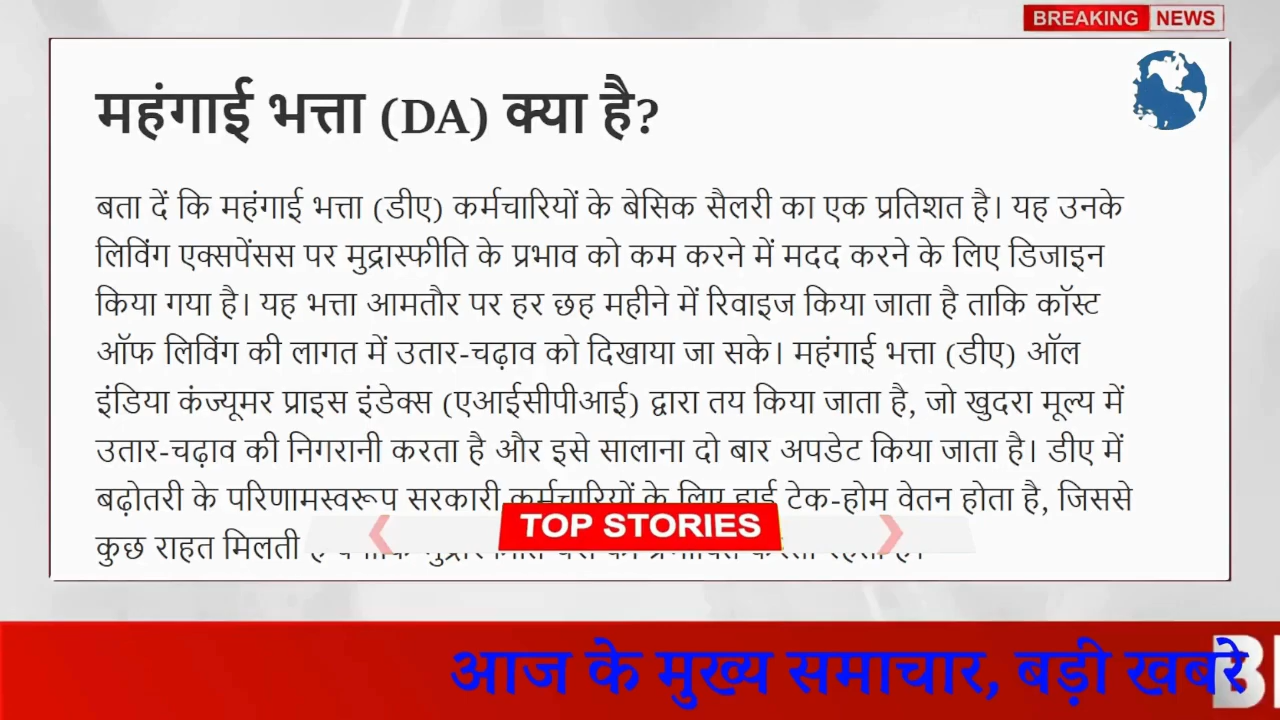 BREAKING NEWS
महंगाई भत्ता (DA) क्या है?
बता दें कि महंगाई भत्ता (डीए) कर्मचारियों के बेसिक सैलरी का एक प्रतिशत है। यह उनके
लिविंग एक्सपेंसस पर मुद्रास्फीति के प्रभाव को कम करने में मदद करने के लिए डिजाइन
किया गया है। यह भत्ता आमतौर पर हर छह महीने में रिवाइज किया जाता है ताकि कॉस्ट
ऑफ लिविंग की लागत में उतार-चढ़ाव को दिखाया जा सके। महंगाई भत्ता (डीए) ऑल
इंडिया कंज्यूमर प्राइस इंडेक्स (एआईसीपीआई) द्वारा तय किया जाता है, जो खुदरा मूल्य में
उतार-चढ़ाव की निगरानी करता है और इसे सालाना दो बार अपडेट किया जाता है। डीए में
बढ़ोतरी के परिणामस्वरूप सरकारी कर्मचारियों के लिए हाई टेक-होम वेतन होता है, जिससे
कुछ राहत मिलती
TOP STORIES
आज के मुख्य समाचार, बड़ी खबरे